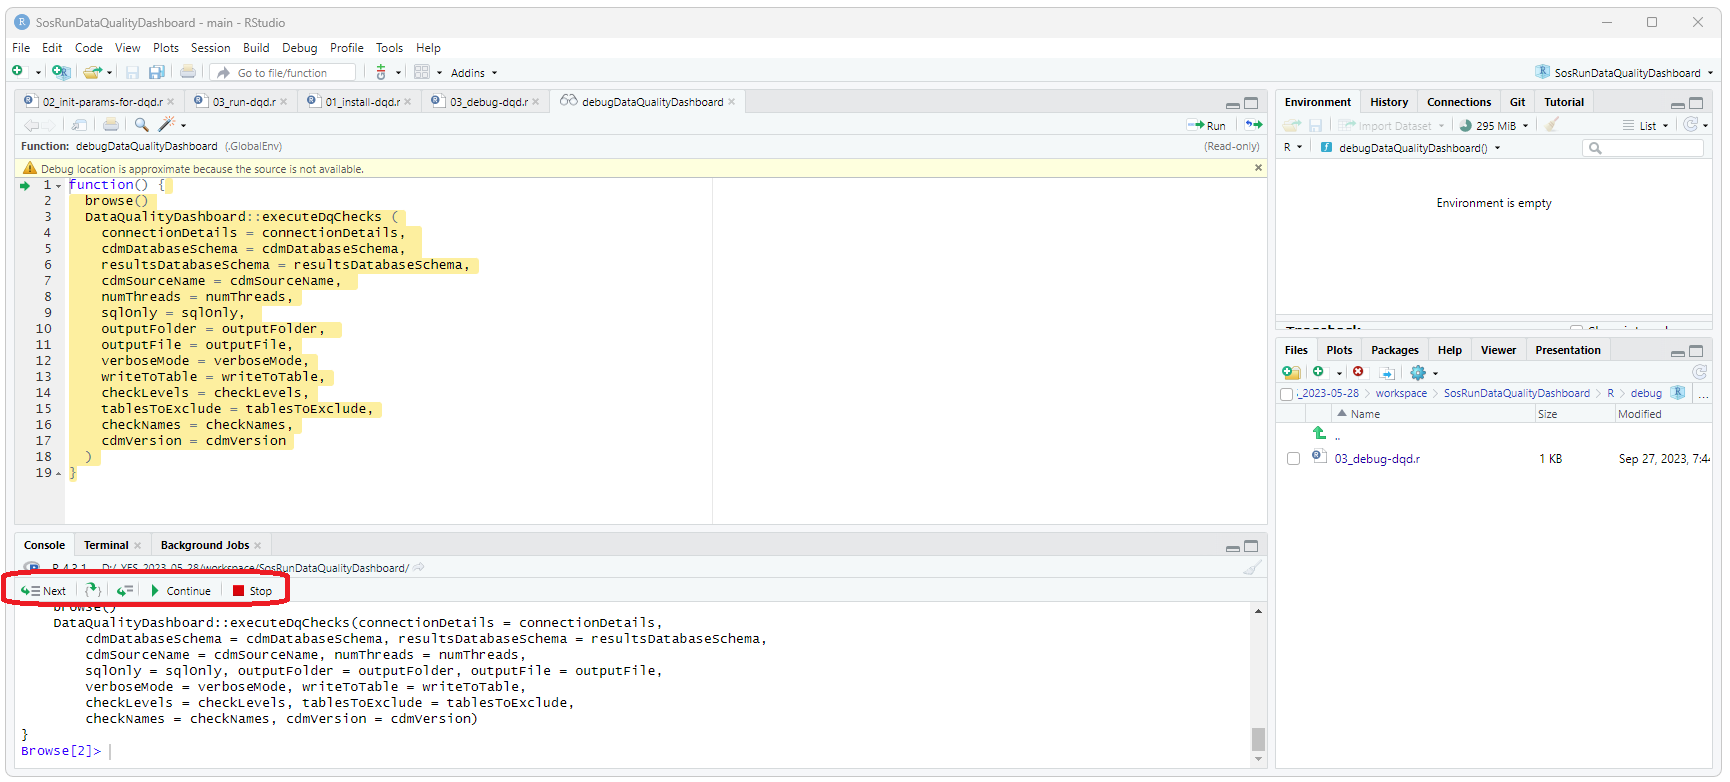 SosRunDataQualityDashboard - main - RStudio
File Edit Code View Plots Session Build Debug Profile Tools Help
Go to file/function Addins SosRunDataQualityDashboard
02_init-params-for-dqd.r 03_run-dqd.r 01_install-dqd.r 03_debug-dqd.r debugDataQualityDashboard
Run
Function: debugDataQualityDashboard (.GlobalEnv) (Read-only)
Debug location is approximate because the source is not available.
1 function() {
2 browse()
3 DataQualityDashboard::executeDqChecks (
4 connectionDetails = connectionDetails,
5 cdmDatabaseSchema = cdmDatabaseSchema,
6 resultsDatabaseSchema = resultsDatabaseSchema,
7 cdmSourceName = cdmSourceName,
8 numThreads = numThreads,
9 sqlOnly = sqlOnly,
10 outputFolder = outputFolder,
11 outputFile = outputFile,
12 verboseMode = verboseMode,
13 writeToTable = writeToTable,
14 checkLevels = checkLevels,
15 tablesToExclude = tablesToExclude,
16 checkNames = checkNames,
17 cdmVersion = cdmVersion
18 )
19 }
Console Terminal Background Jobs
R 4.3.1 D:/_YES_2023-05-28/workspace/SosRunDataQualityDashboard/
Next Continue Stop
browse()
DataQualityDashboard::executeDqChecks(connectionDetails = connectionDetails,
cdmDatabaseSchema = cdmDatabaseSchema, resultsDatabaseSchema = resultsDatabaseSchema,
cdmSourceName = cdmSourceName, numThreads = numThreads,
sqlOnly = sqlOnly, outputFolder = outputFolder, outputFile = outputFile,
verboseMode = verboseMode, writeToTable = writeToTable,
checkLevels = checkLevels, tablesToExclude = tablesToExclude,
checkNames = checkNames, cdmVersion = cdmVersion)
}
Browse[2]>
Environment History Connections Git Tutorial
Import Dataset 295 MiB List
R debugDataQualityDashboard()
Environment is empty
Traceback
Files Plots Packages Help Viewer Presentation
_2023-05-28 workspace SosRunDataQualityDashboard R debug ...
Name Size Modified
..
03_debug-dqd.r 1 KB Sep 27, 2023, 7:44